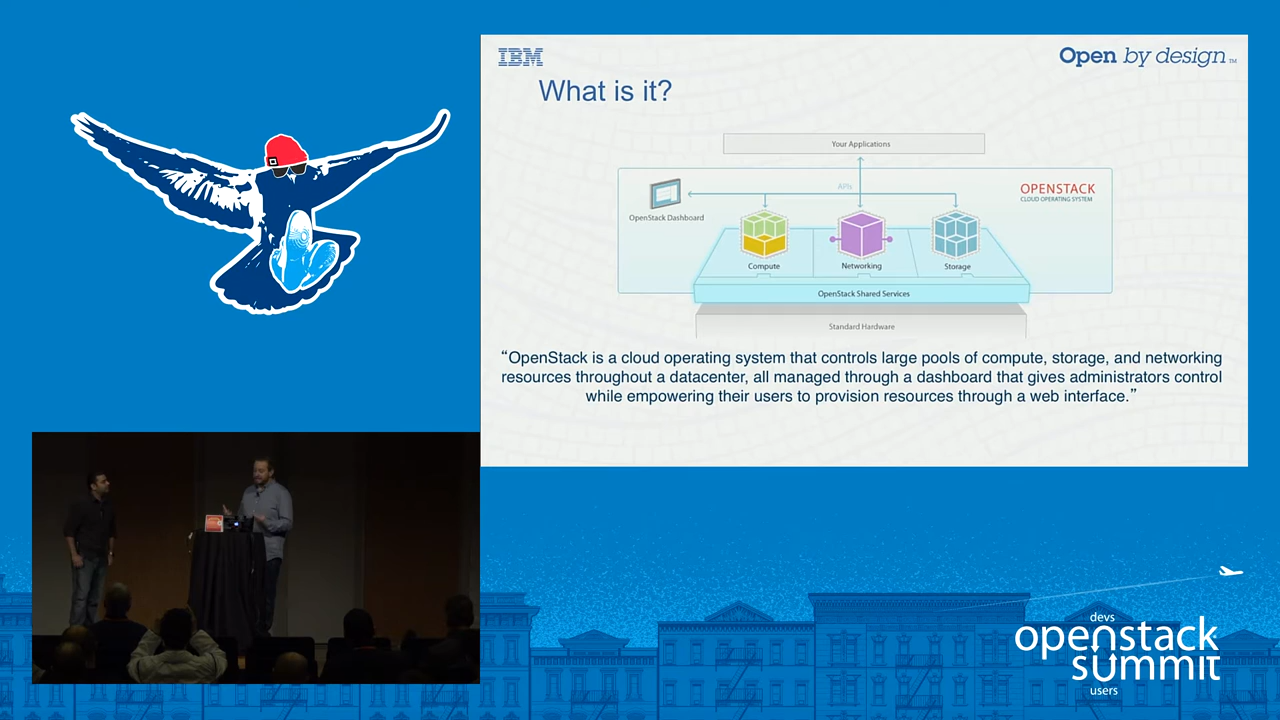 IBM
Open by design™
What is it?
Your Applications
APIs
OPENSTACK
CLOUD OPERATING SYSTEM
OpenStack Dashboard
Compute
Networking
Storage
OpenStack Shared Services
Standard Hardware
“OpenStack is a cloud operating system that controls large pools of compute, storage, and networking
resources throughout a datacenter, all managed through a dashboard that gives administrators control
while empowering their users to provision resources through a web interface.”
devs
openstack
summit
users